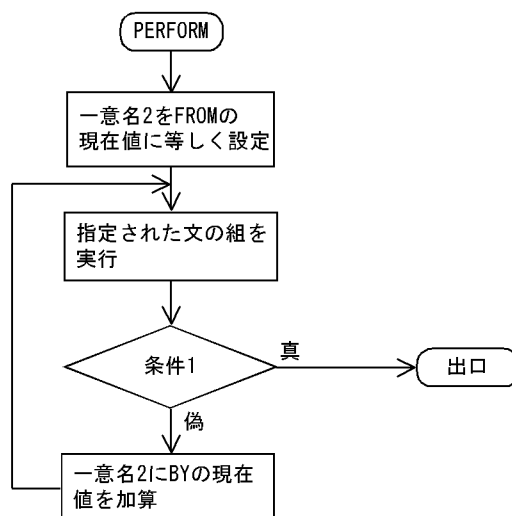 PERFORM
一意名2をFROMの
現在値に等しく設定
指定された文の組を
実行
条件1
真
出口
偽
一意名2にBYの現在
値を加算